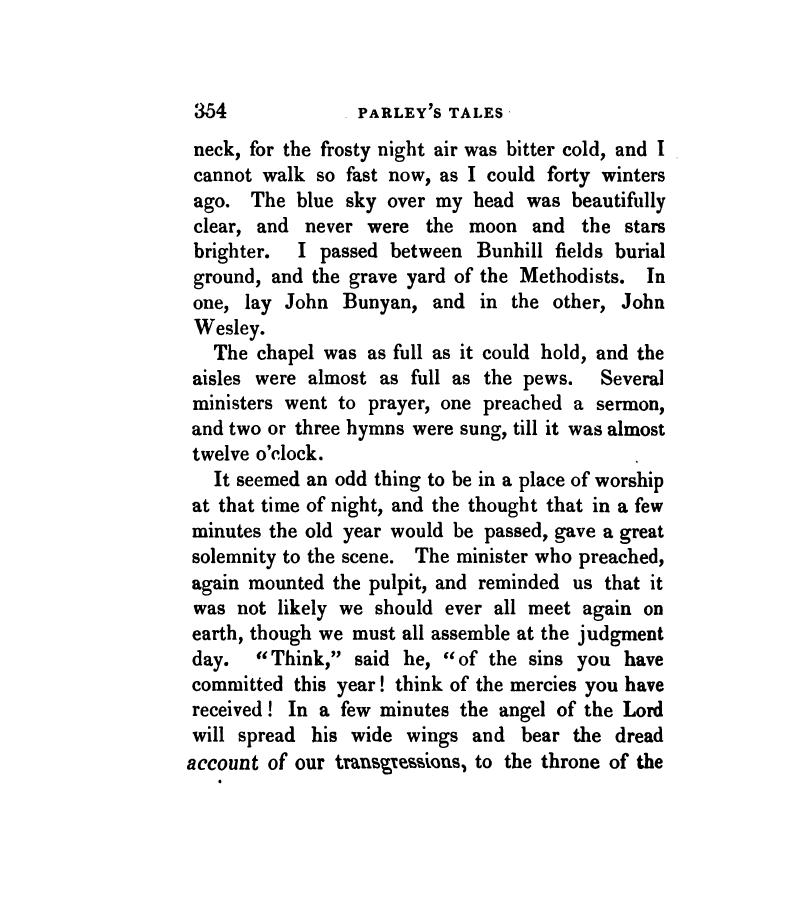 354 PARLEY'S TALES
neck, for the frosty night air was bitter cold, and I
cannot walk so fast now, as I could forty winters
ago. The blue sky over my head was beautifully
clear, and never were the moon and the stars
brighter. I passed between Bunhill fields burial
ground, and the grave yard of the Methodists. In
one, lay John Bunyan, and in the other, John
Wesley.
The chapel was as full as it could hold, and the
aisles were almost as full as the pews. Several
ministers went to prayer, one preached a sermon,
and two or three hymns were sung, till it was almost
twelve o'clock.
It seemed an odd thing to be in a place of worship
at that time of night, and the thought that in a few
minutes the old year would be passed, gave a great
solemnity to the scene. The minister who preached,
again mounted the pulpit, and reminded us that it
was not likely we should ever all meet again on
earth, though we must all assemble at the judgment
day. "Think," said he, "of the sins you have
committed this year! think of the mercies you have
received! In a few minutes the angel of the Lord
will spread his wide wings and bear the dread
account of our transgressions, to the throne of the